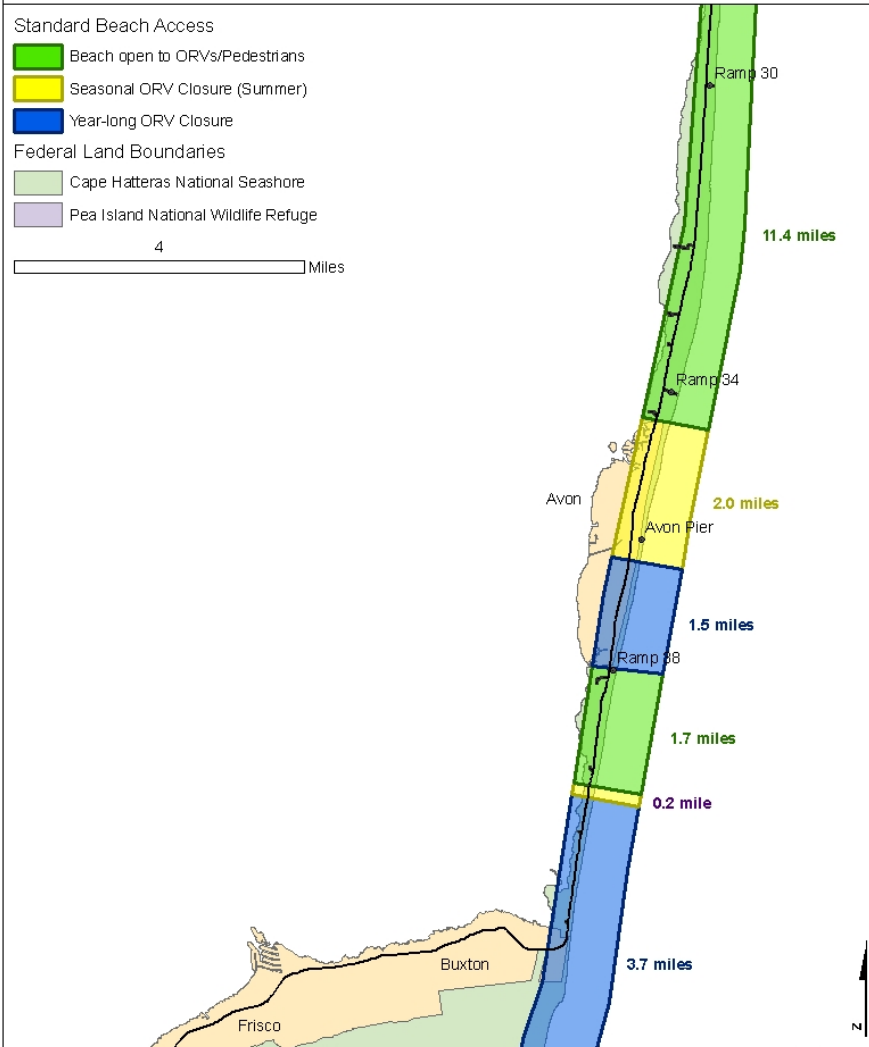 Standard Beach Access
Beach open to ORVs/Pedestrians
Seasonal ORV Closure (Summer)
Year-long ORV Closure
Federal Land Boundaries
Cape Hatteras National Seashore
Pea Island National Wildlife Refuge
4
Miles
Ramp 30
11.4 miles
Ramp 34
Avon
2.0 miles
Avon Pier
1.5 miles
Ramp 38
1.7 miles
0.2 mile
Buxton
3.7 miles
Frisco
N